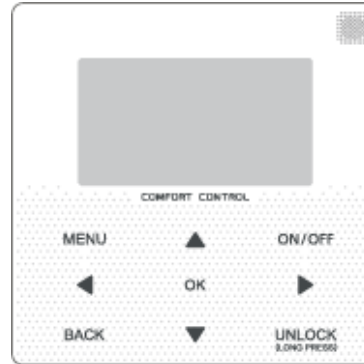 COMFORT CONTROL
MENU
ON/OFF
OK
BACK
UNLOCK
(LONG PRESS)